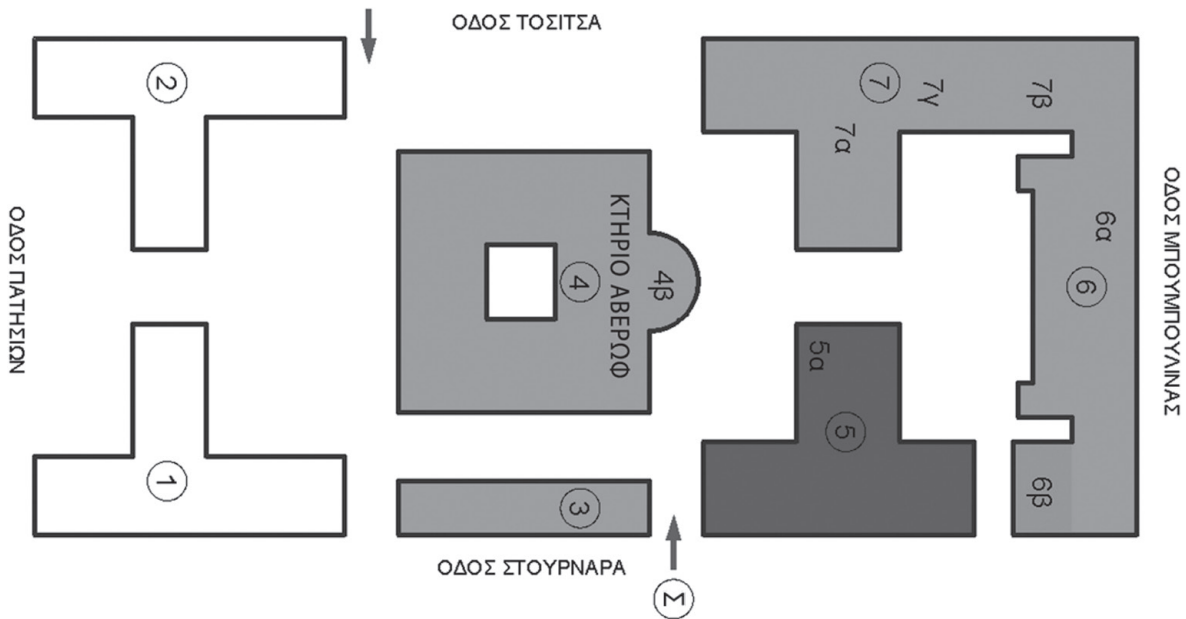 ΟΔΟΣ ΤΟΣΙΤΣΑ
2
7
7γ
7β
7α
ΟΔΟΣ ΠΑΤΗΣΙΩΝ
ΚΤΗΡΙΟ ΑΒΕΡΩΦ
4
4β
6α
6
ΟΔΟΣ ΜΠΟΥΜΠΟΥΛΙΝΑΣ
5α
5
1
3
6β
ΟΔΟΣ ΣΤΟΥΡΝΑΡΑ
Σ